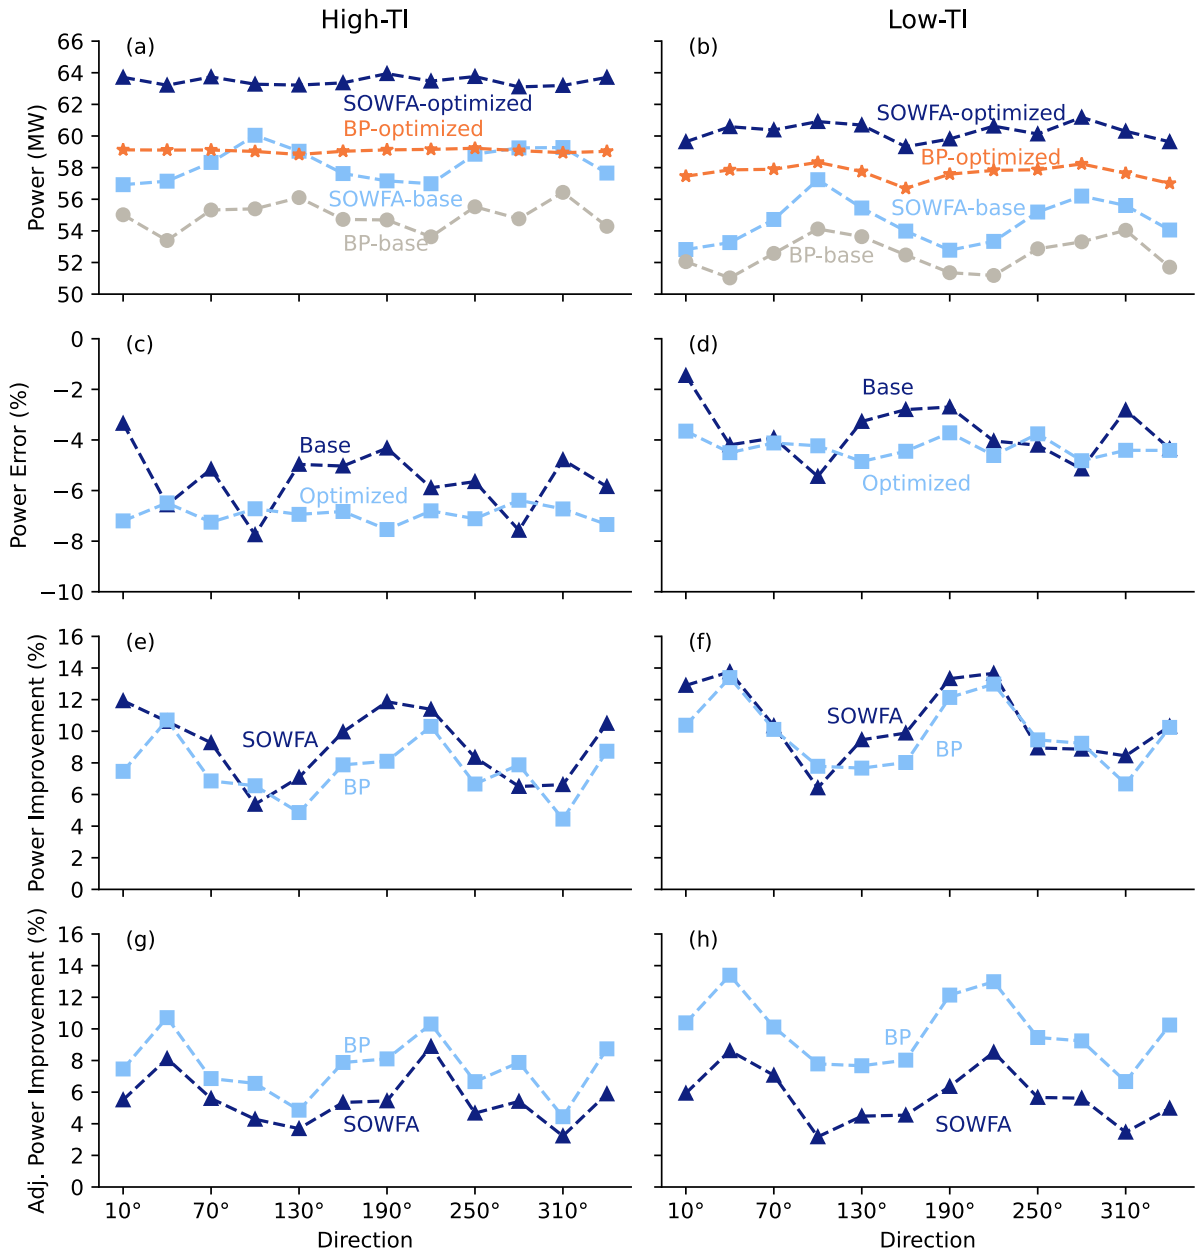 High-TI
Low-TI
(a)
(b)
66
64
62
60
58
56
54
52
50
Power (MW)
SOWFA-optimized
BP-optimized
SOWFA-base
BP-base
SOWFA-optimized
BP-optimized
SOWFA-base
BP-base
(c)
(d)
0
−2
−4
−6
−8
−10
Power Error (%)
Base
Optimized
Base
Optimized
(e)
(f)
16
14
12
10
8
6
4
2
0
Power Improvement (%)
SOWFA
BP
SOWFA
BP
(g)
(h)
16
14
12
10
8
6
4
2
0
Adj. Power Improvement (%)
BP
SOWFA
BP
SOWFA
10° 70° 130° 190° 250° 310°
10° 70° 130° 190° 250° 310°
Direction
Direction